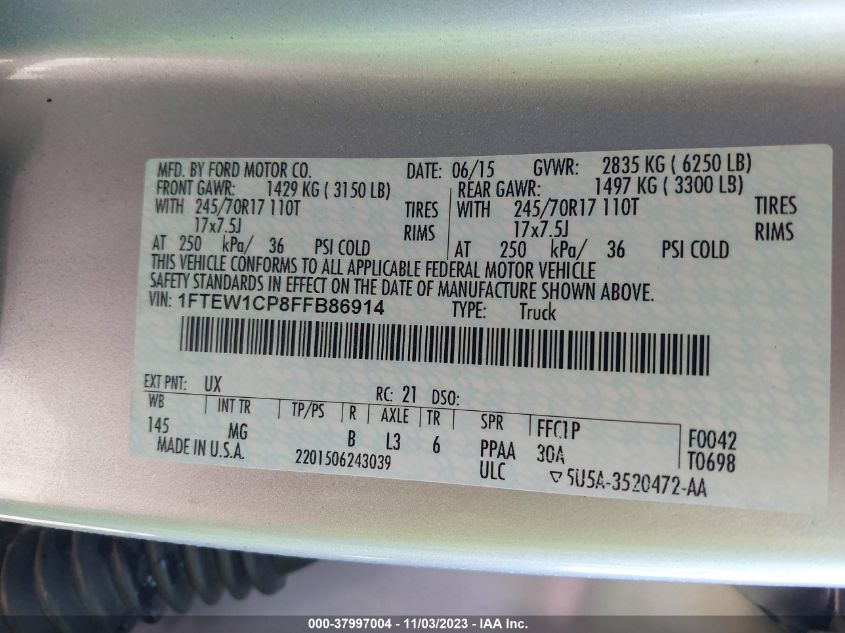 MFD. BY FORD MOTOR CO. DATE: 06/15 GVWR: 2835 KG ( 6250 LB)
FRONT GAWR: 1429 KG ( 3150 LB) REAR GAWR: 1497 KG ( 3300 LB)
WITH 245/70R17 110T TIRES WITH 245/70R17 110T TIRES
17x7.5J RIMS 17x7.5J RIMS
AT 250 kPa/ 36 PSI COLD AT 250 kPa/ 36 PSI COLD
THIS VEHICLE CONFORMS TO ALL APPLICABLE FEDERAL MOTOR VEHICLE
SAFETY STANDARDS IN EFFECT ON THE DATE OF MANUFACTURE SHOWN ABOVE.
VIN: 1FTEW1CP8FFB86914 TYPE: Truck
EXT PNT: UX RC: 21 DSO:
WB INT TR TP/PS R AXLE TR SPR FFC1P F0042
145 MG B L3 6 PPAA 30A T0698
MADE IN U.S.A. 2201506243039 ULC 5U5A-3520472-AA
000-37997004 - 11/03/2023 - IAA Inc.